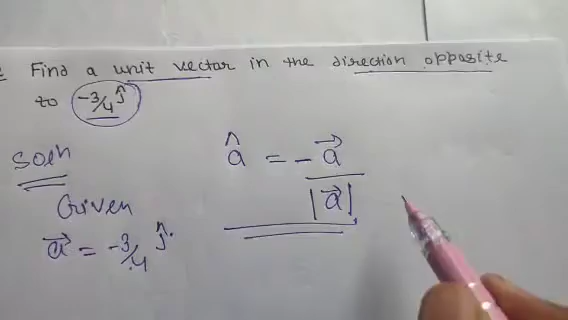 Find a unit vector in the direction opposite
to -3/4 ĵ
Soln
Given
a⃗ = -3/4 ĵ.
â = - a⃗ / |a⃗|